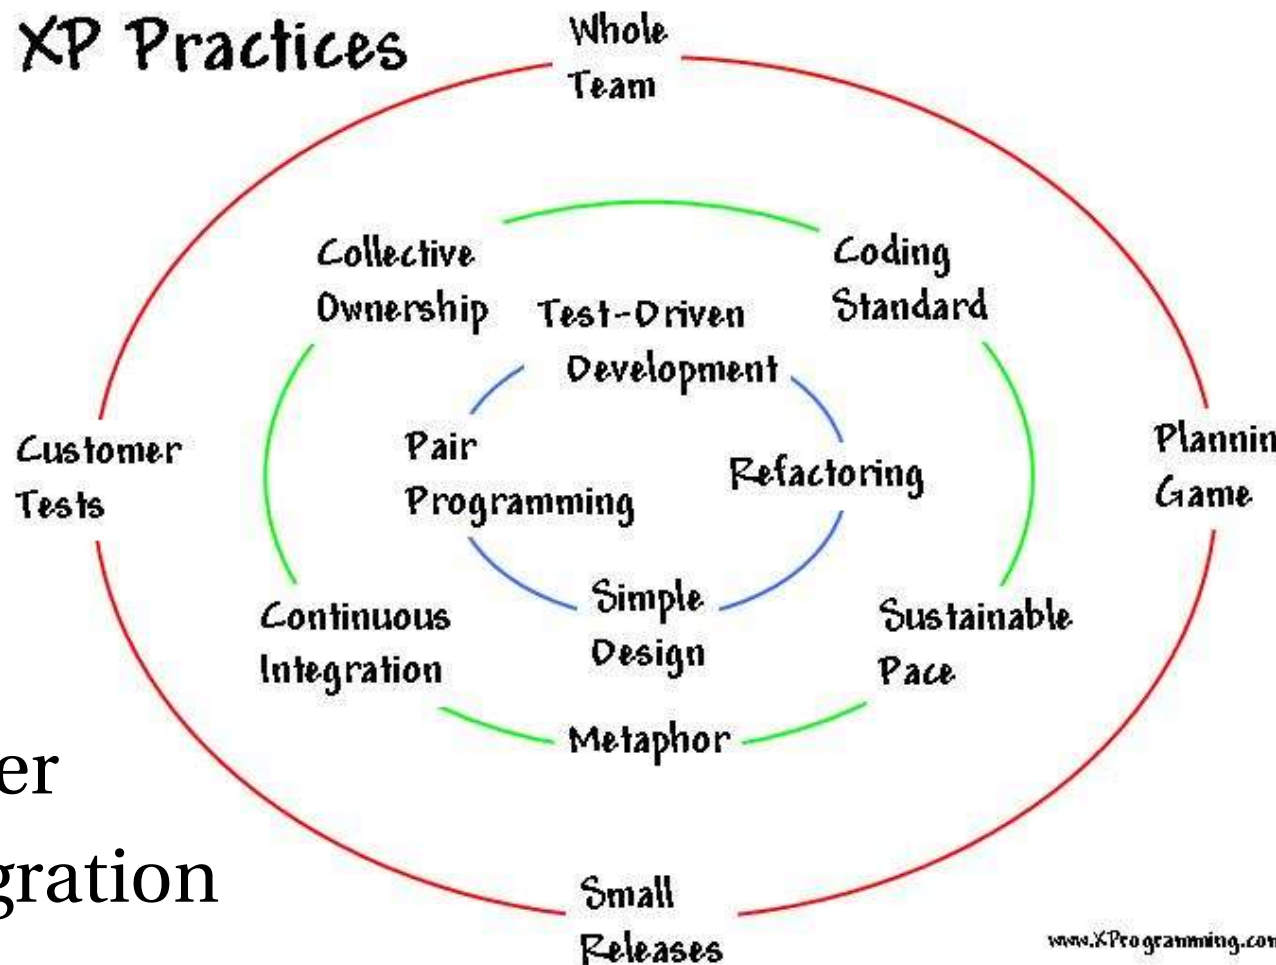 XP Practices
Whole
Team
Collective
Ownership
Coding
Standard
Test-Driven
Development
Customer
Tests
Pair
Programming
Refactoring
Plannin
Game
Continuous
Integration
Simple
Design
Sustainable
Pace
Metaphor
er
gration
Small
Releases
www.XProgramming.com